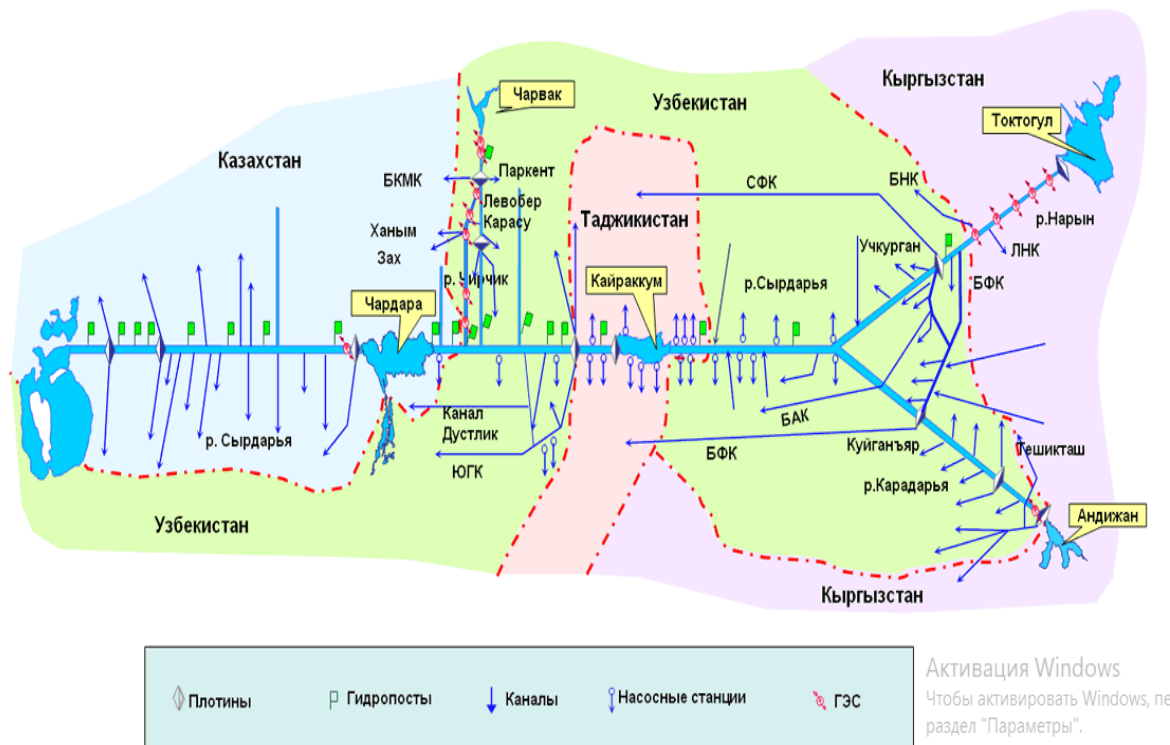 Кыргызстан
Чарвак
Узбекистан
Токтогул
Казахстан
Паркент
БКМК
СФК
БНК
Левобер
Карасу
Таджикистан
р.Нарын
Ханым
Зах
Учкурган
ЛНК
р. Чирчик
Кайраккум
р.Сырдарья
БФК
Чардара
Канал
Дустлик
БАК
р. Сырдарья
БФК
Куйганъяр
Тешикташ
ЮГК
р.Карадарья
Узбекистан
Андижан
Кыргызстан
Плотины
Гидропосты
Каналы
Насосные станции
ГЭС
Активация Windows
Чтобы активировать Windows, пе
раздел "Параметры".